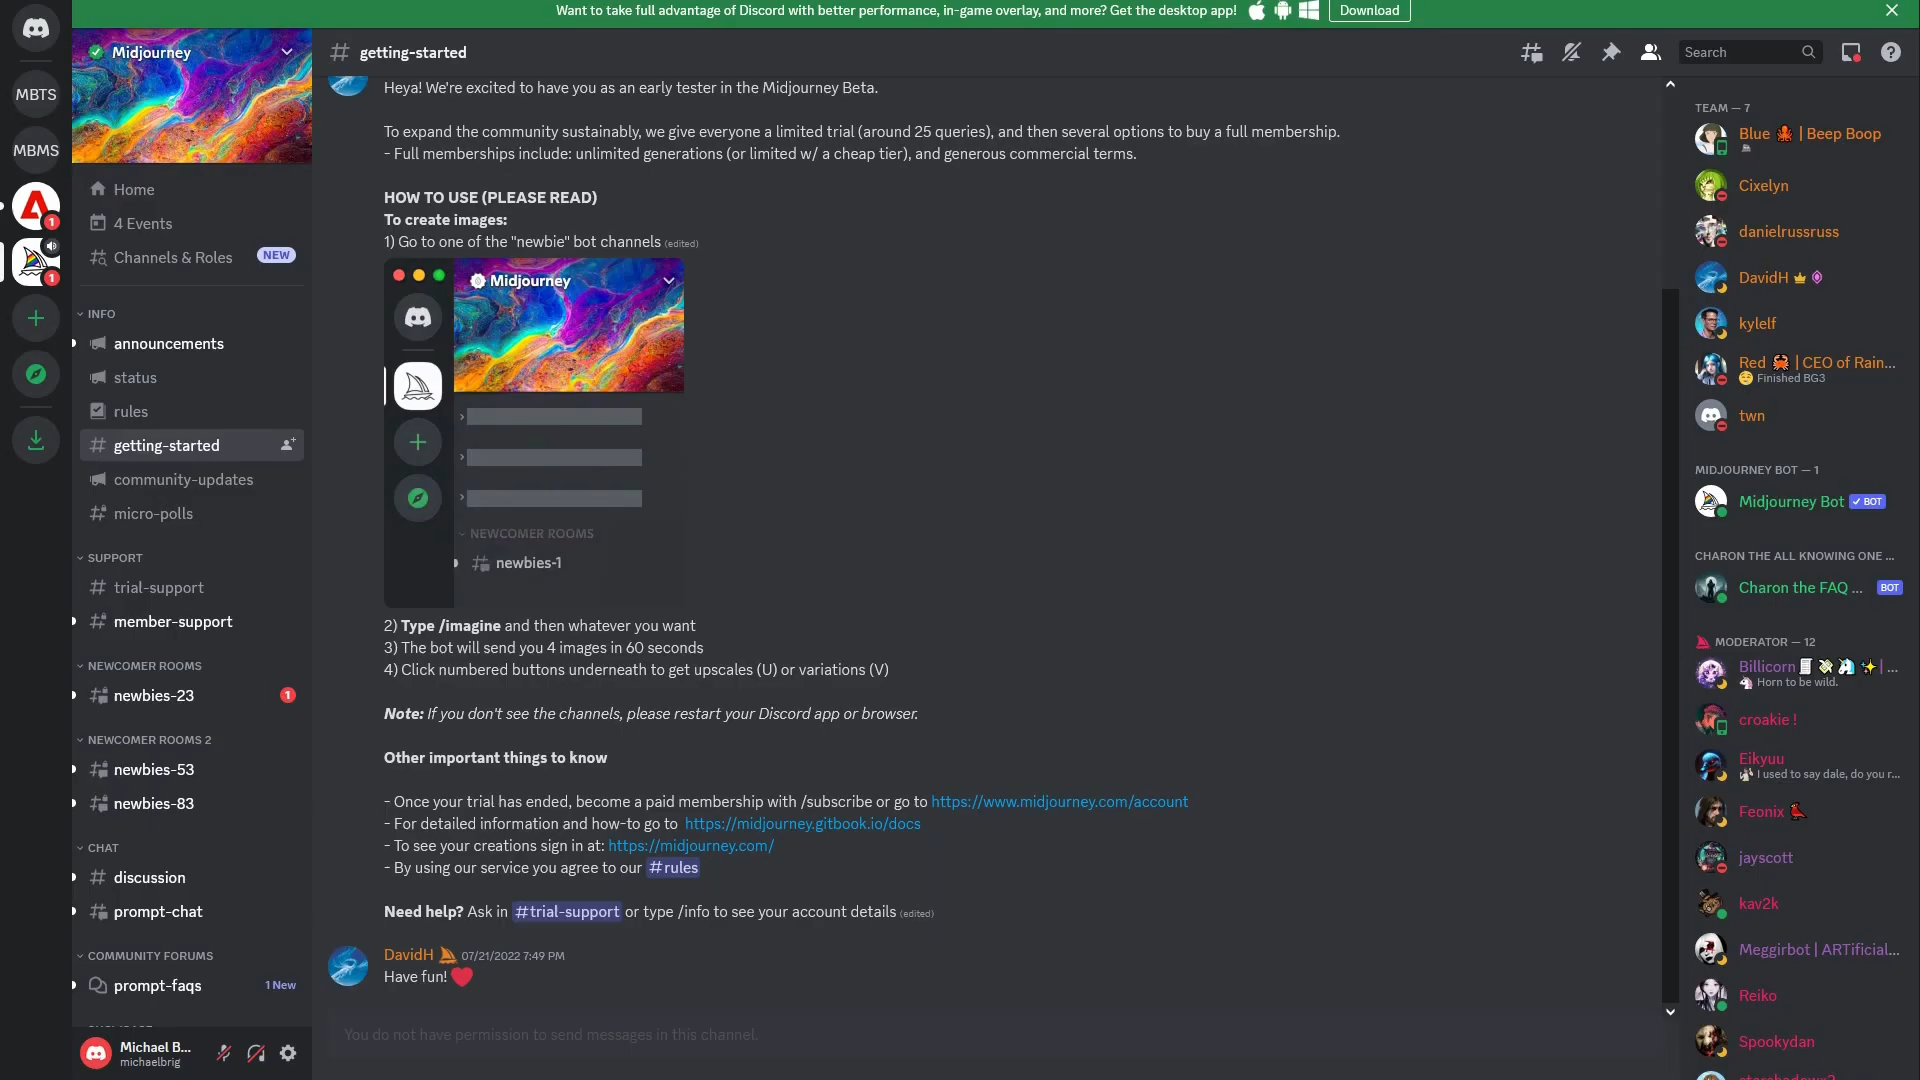 Want to take full advantage of Discord with better performance, in-game overlay, and more? Get the desktop app!
Download
MBTS
MBMS
1
1
Midjourney
Home
4 Events
Channels & Roles
NEW
INFO
announcements
status
rules
getting-started
community-updates
micro-polls
SUPPORT
trial-support
member-support
NEWCOMER ROOMS
newbies-23
1
NEWCOMER ROOMS 2
newbies-53
newbies-83
CHAT
discussion
prompt-chat
COMMUNITY FORUMS
prompt-faqs
1 New
Michael B...
michaelbrig
getting-started
Search
Heya! We're excited to have you as an early tester in the Midjourney Beta.
To expand the community sustainably, we give everyone a limited trial (around 25 queries), and then several options to buy a full membership.
- Full memberships include: unlimited generations (or limited w/ a cheap tier), and generous commercial terms.
HOW TO USE (PLEASE READ)
To create images:
1) Go to one of the "newbie" bot channels (edited)
Midjourney
NEWCOMER ROOMS
newbies-1
2) Type /imagine and then whatever you want
3) The bot will send you 4 images in 60 seconds
4) Click numbered buttons underneath to get upscales (U) or variations (V)
Note: If you don't see the channels, please restart your Discord app or browser.
Other important things to know
- Once your trial has ended, become a paid membership with /subscribe or go to https://www.midjourney.com/account
- For detailed information and how-to go to https://midjourney.gitbook.io/docs
- To see your creations sign in at: https://midjourney.com/
- By using our service you agree to our #rules
Need help? Ask in #trial-support or type /info to see your account details (edited)
DavidH 07/21/2022 7:49 PM
Have fun!
You do not have permission to send messages in this channel.
TEAM — 7
Blue | Beep Boop
Cixelyn
danielrussruss
DavidH
kylelf
Red | CEO of Rain...
Finished BG3
twn
MIDJOURNEY BOT — 1
Midjourney Bot BOT
CHARON THE ALL KNOWING ONE ...
Charon the FAQ ... BOT
MODERATOR — 12
Billicorn | ...
Horn to be wild.
croakie !
Eikyuu
I used to say dale, do you r...
Feonix
jayscott
kav2k
Meggirbot | ARTificial...
Reiko
Spookydan